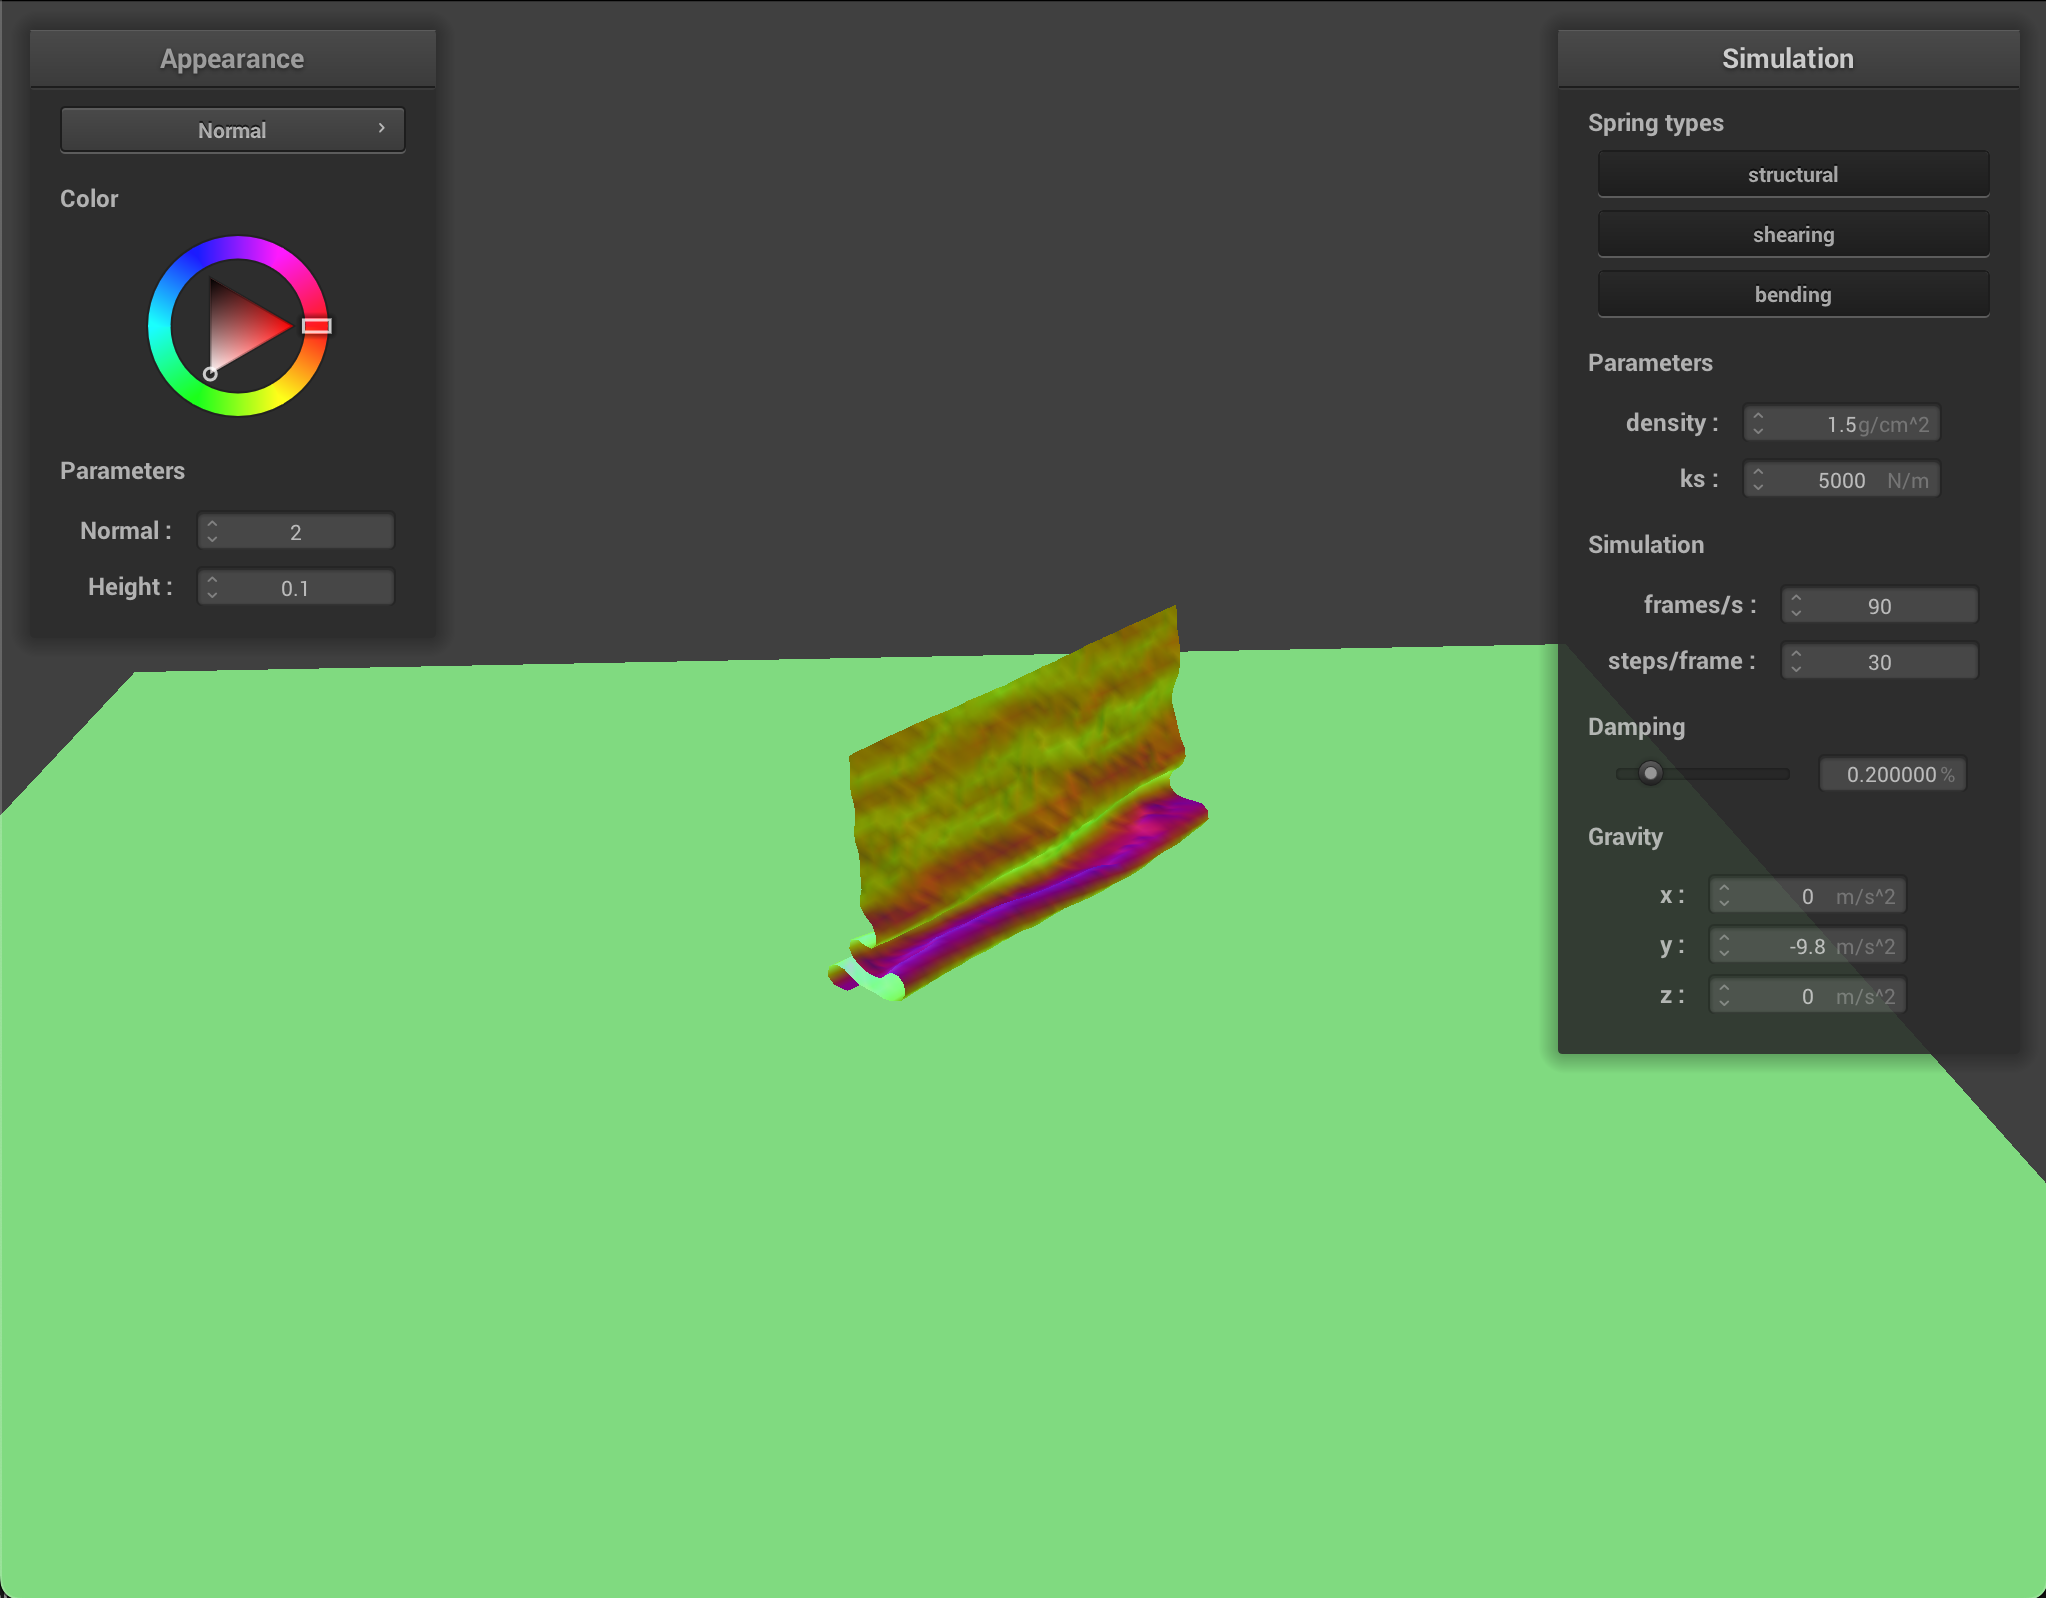 Appearance
Normal
Color
Parameters
Normal : 2
Height : 0.1
Simulation
Spring types
structural
shearing
bending
Parameters
density : 1.5 g/cm^2
ks : 5000 N/m
Simulation
frames/s : 90
steps/frame : 30
Damping
0.200000 %
Gravity
x : 0 m/s^2
y : -9.8 m/s^2
z : 0 m/s^2